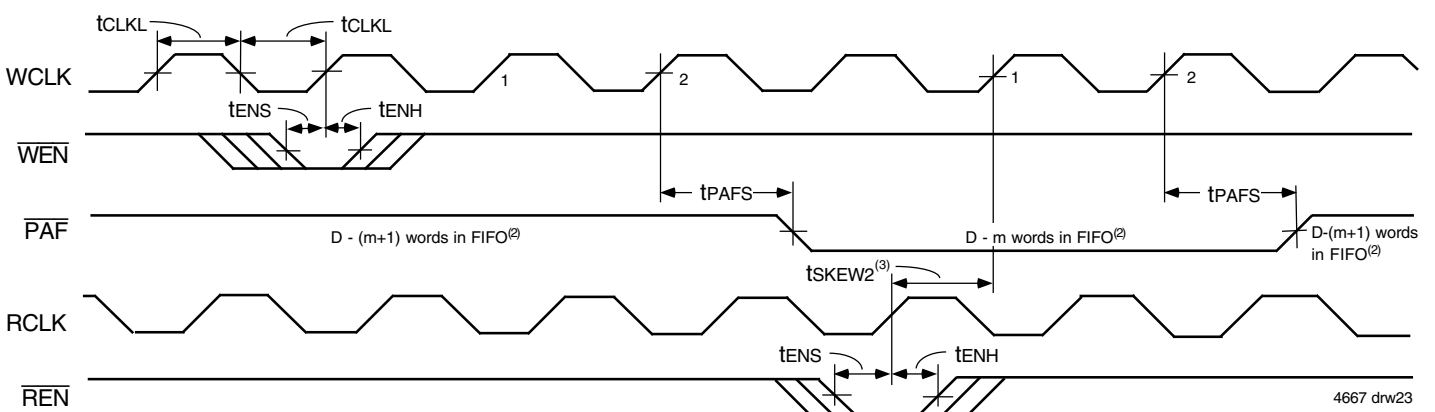 tCLKL tCLKL
WCLK 1 2 1 2
tENS tENH
WEN
tPAFS tPAFS
PAF
D - (m+1) words in FIFO(2) D - m words in FIFO(2) D-(m+1) words
in FIFO(2)
tSKEW2(3)
RCLK
tENS tENH
REN
4667 drw23